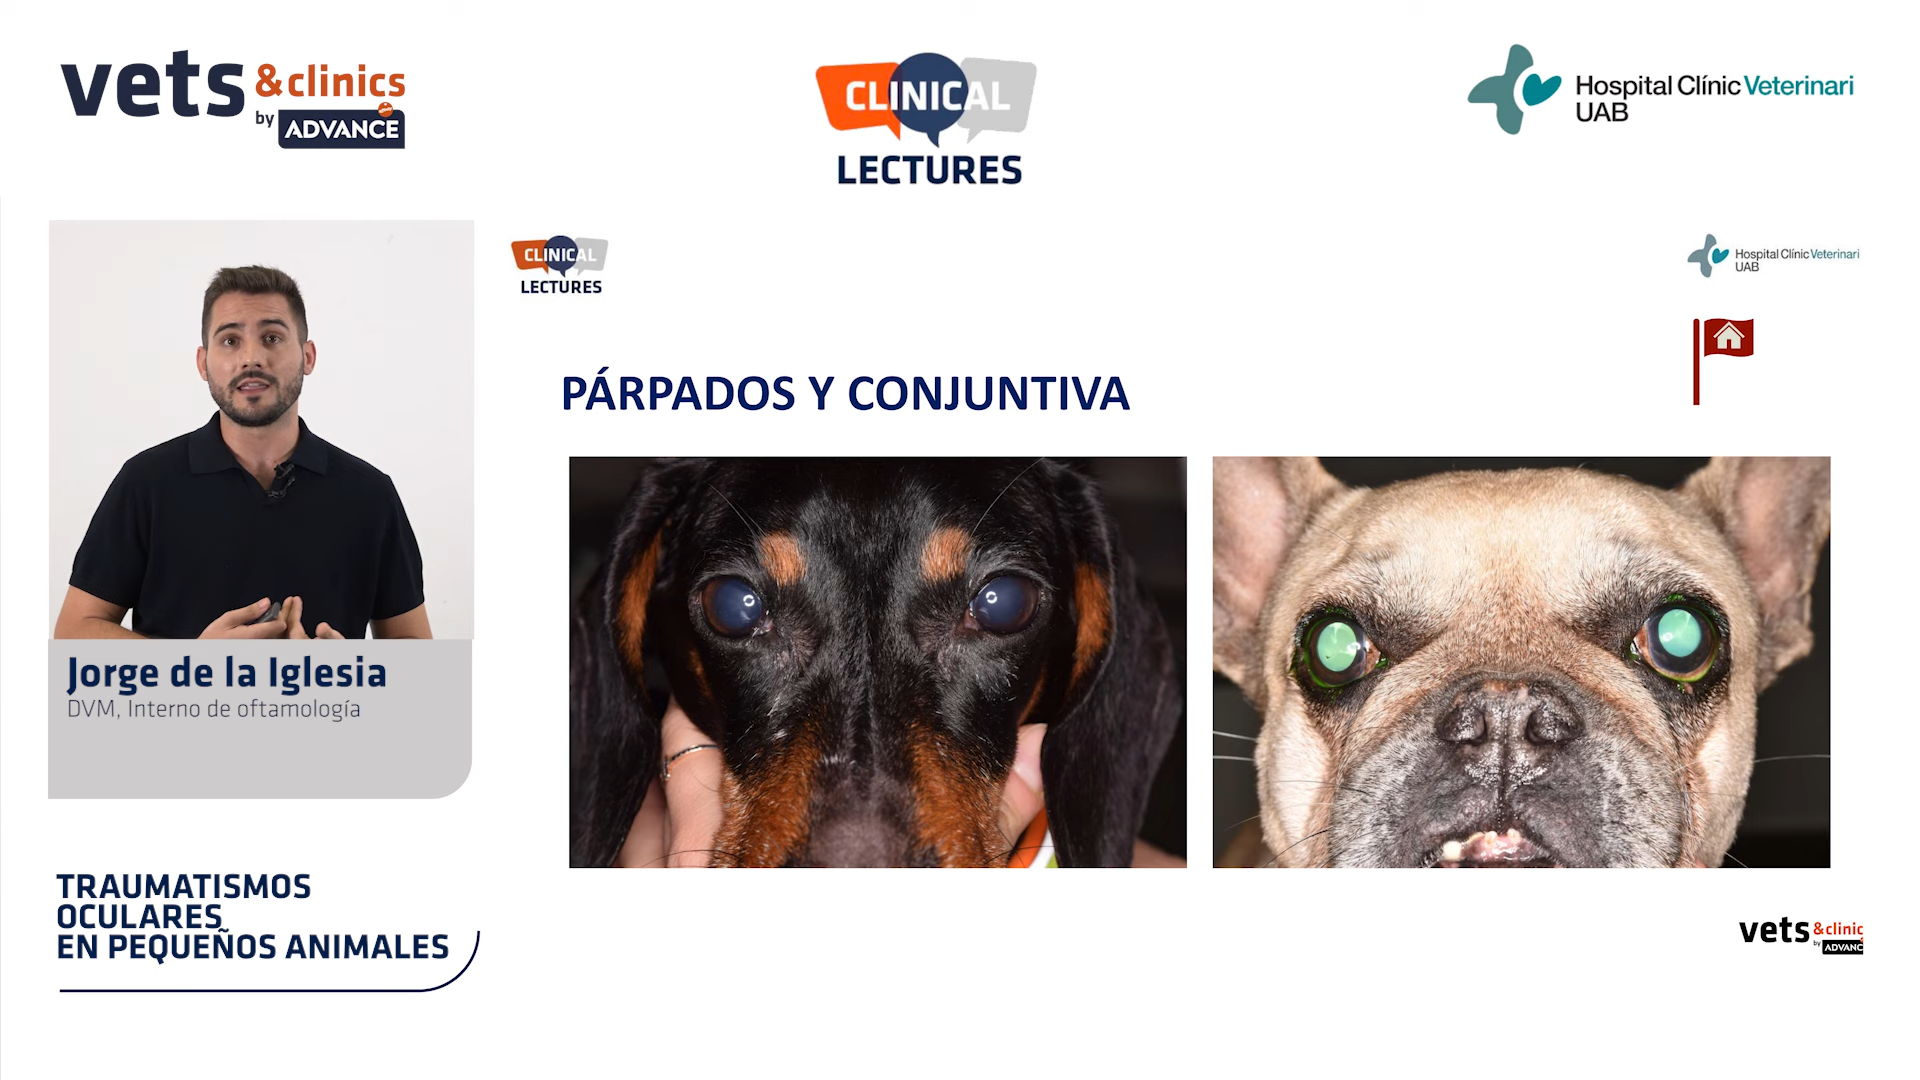 vets &clinics
by ADVANCE
CLINICAL
LECTURES
Hospital Clínic Veterinari
UAB
CLINICAL
LECTURES
Hospital Clínic Veterinari
UAB
PÁRPADOS Y CONJUNTIVA
Jorge de la Iglesia
DVM, Interno de oftamología
TRAUMATISMOS
OCULARES
EN PEQUEÑOS ANIMALES
vets &clinic
by ADVANC